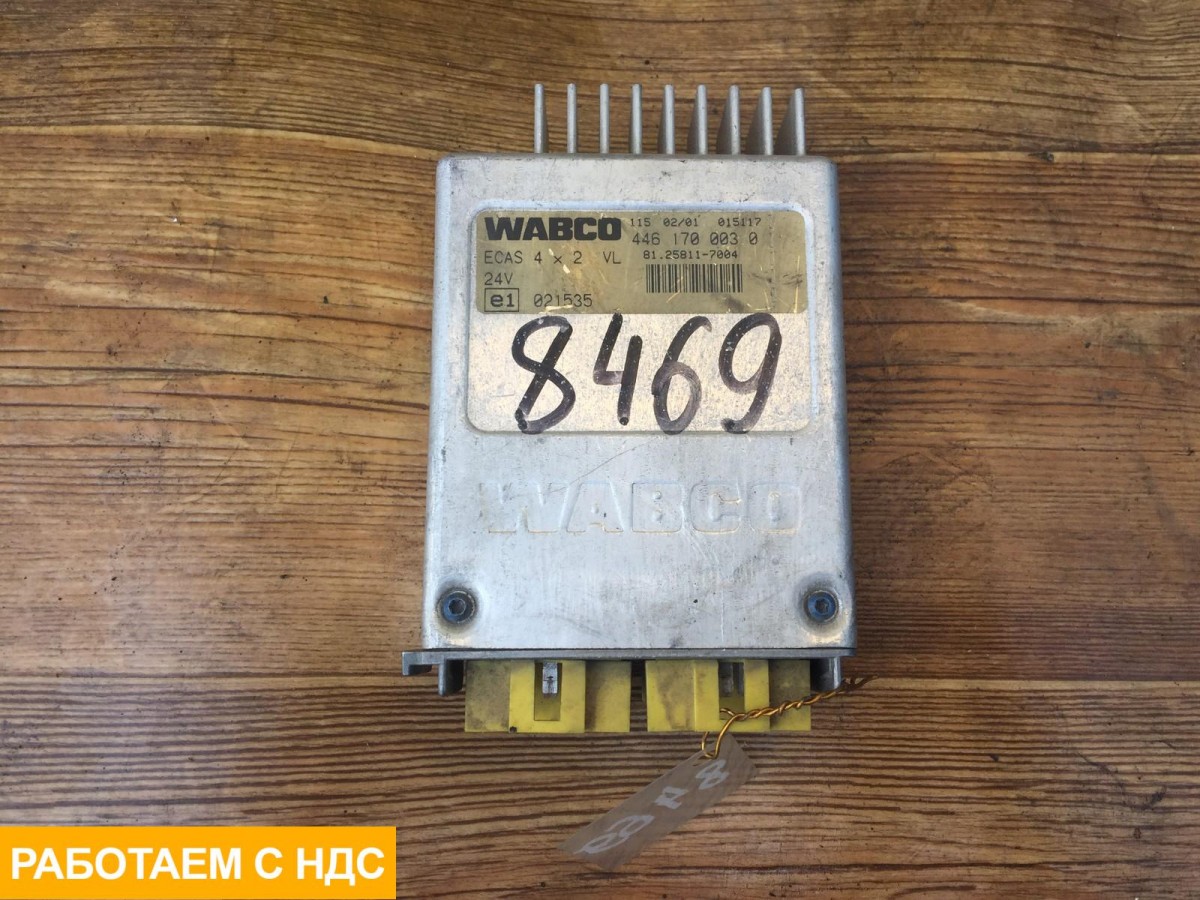 WABCO 115 02/01 015117
446 170 003 0
ECAS 4 x 2 VL 81.25811-7004
24V
e1 021535
8469
WABCO
РАБОТАЕМ С НДС